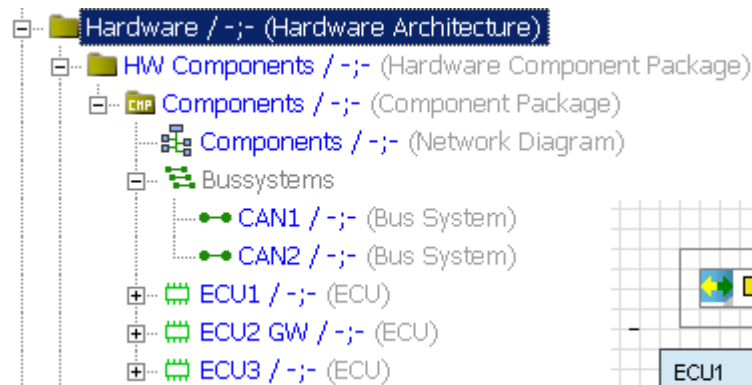 Hardware / -;- (Hardware Architecture)
HW Components / -;- (Hardware Component Package)
CMP Components / -;- (Component Package)
Components / -;- (Network Diagram)
Bussystems
CAN1 / -;- (Bus System)
CAN2 / -;- (Bus System)
ECU1 / -;- (ECU)
ECU2 GW / -;- (ECU)
ECU3 / -;- (ECU)
ECU1